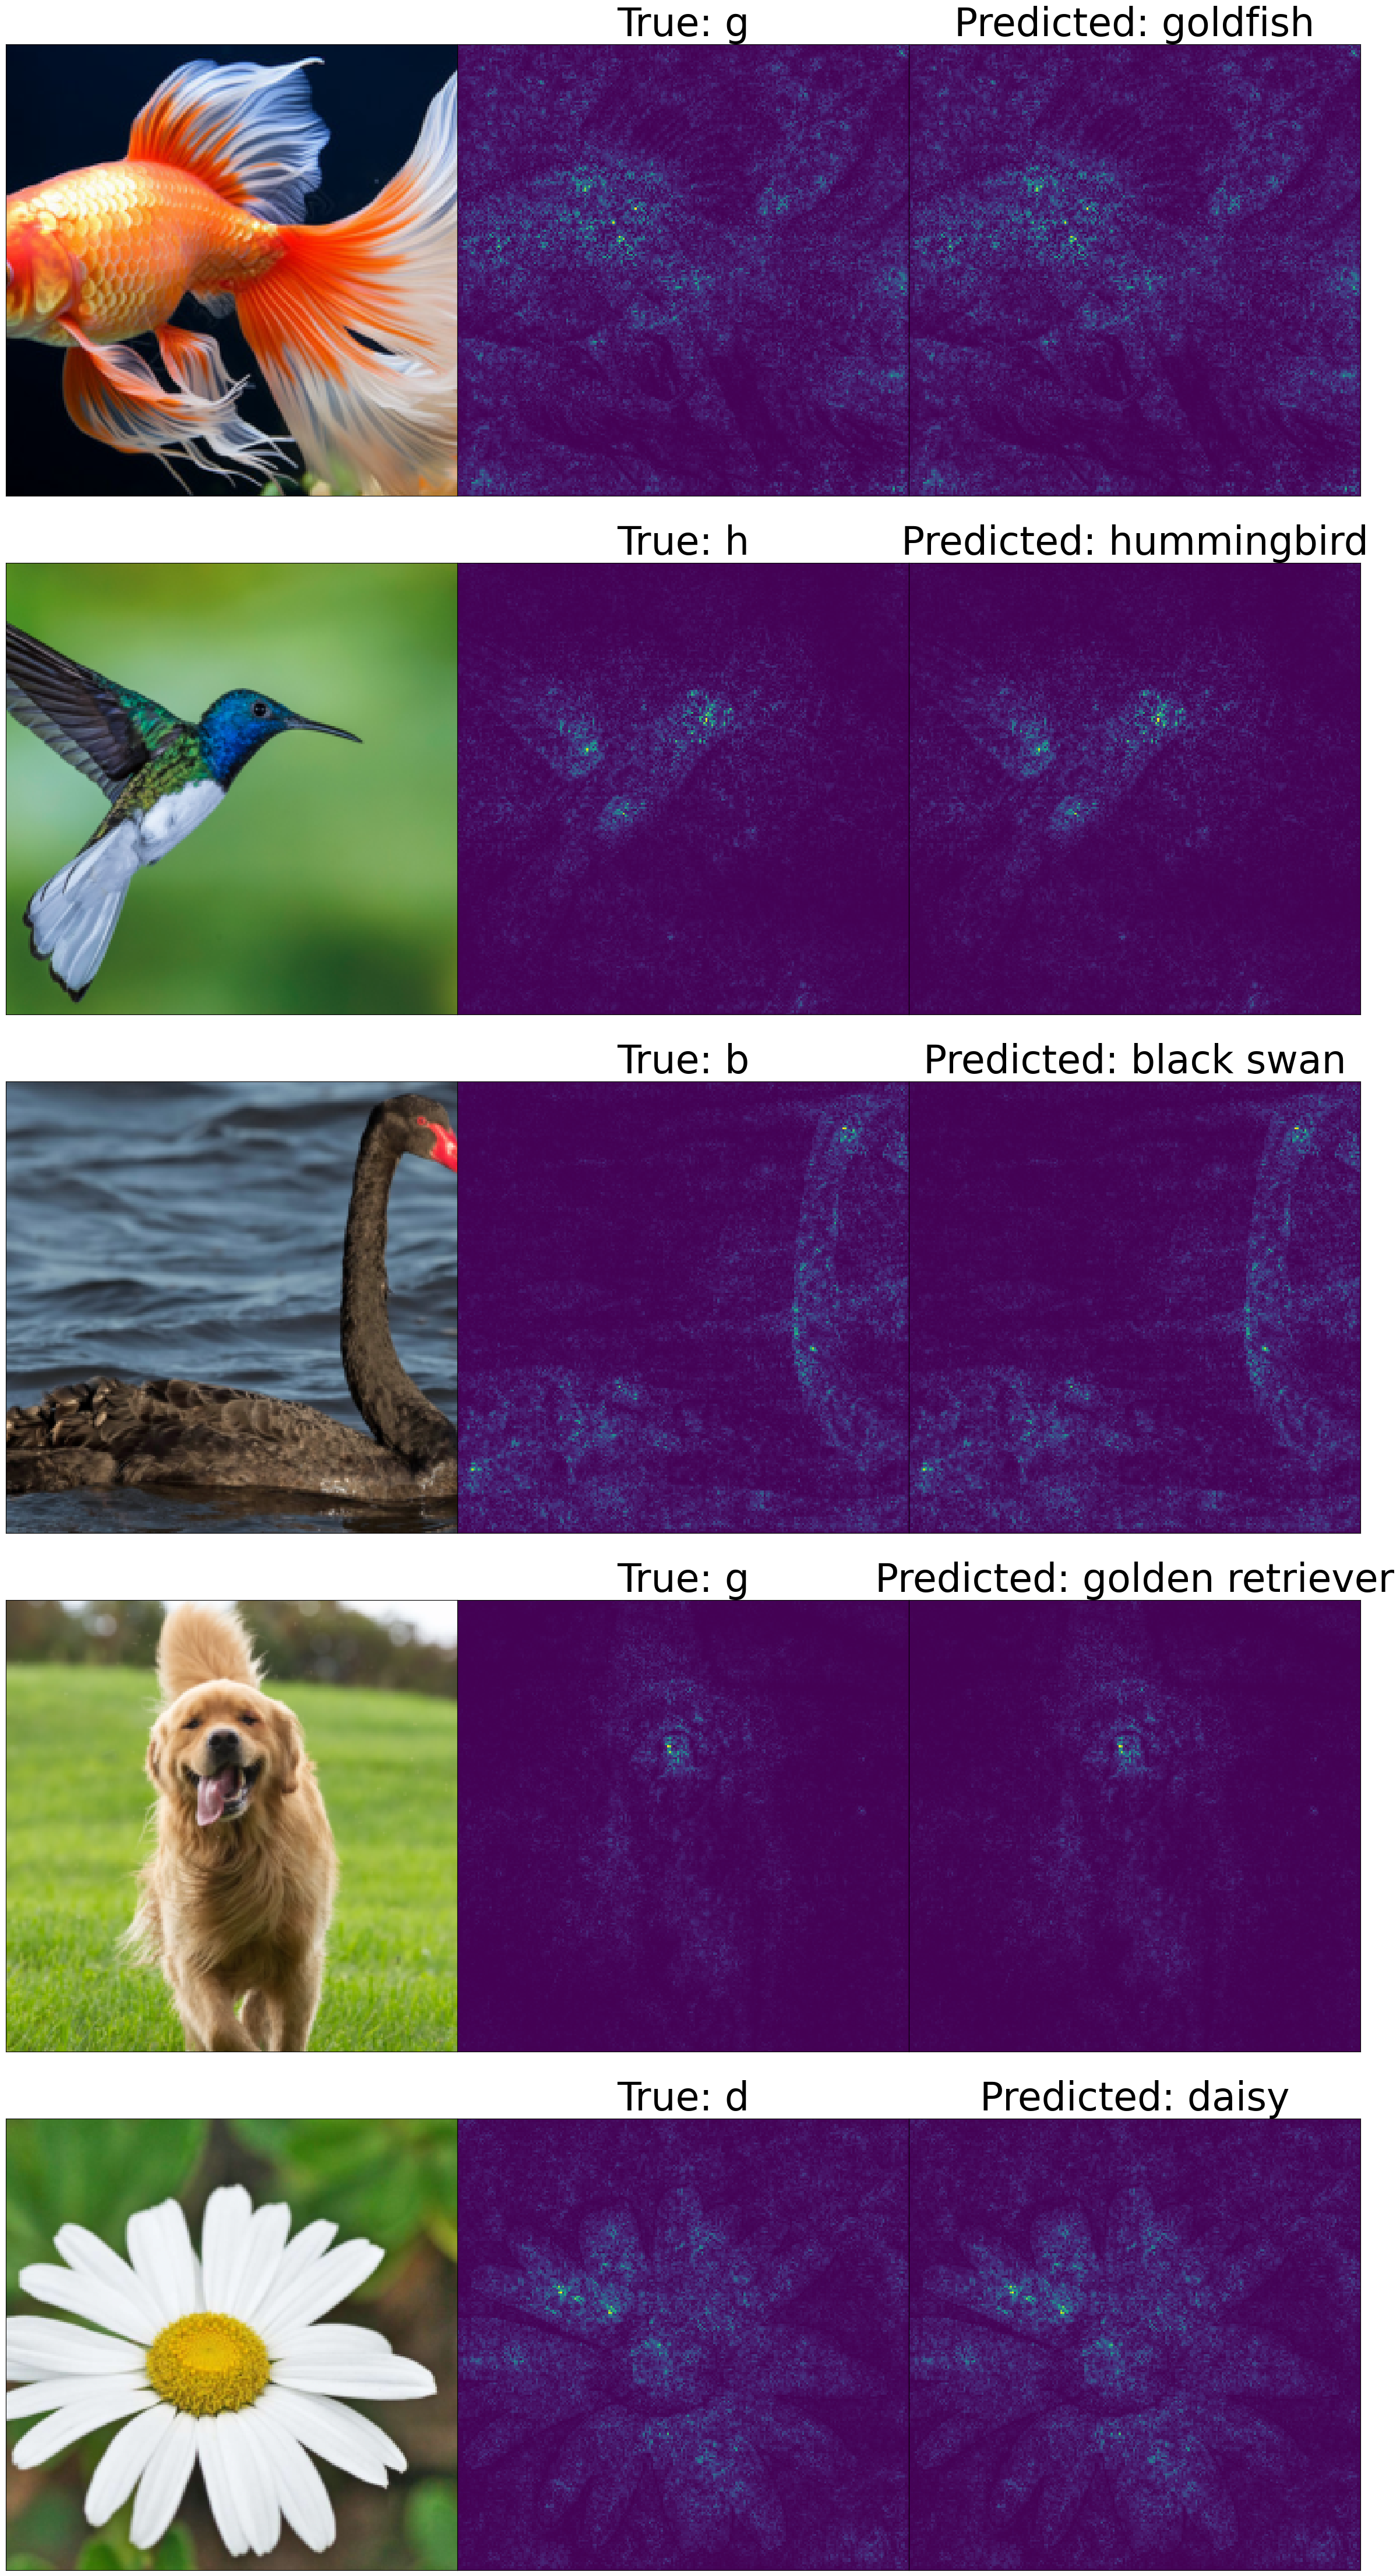 True: g Predicted: goldfish
True: h Predicted: hummingbird
True: b Predicted: black swan
True: g Predicted: golden retriever
True: d Predicted: daisy